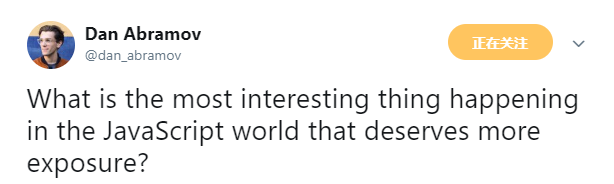 Dan Abramov
@dan_abramov
正在关注
What is the most interesting thing happening
in the JavaScript world that deserves more
exposure?